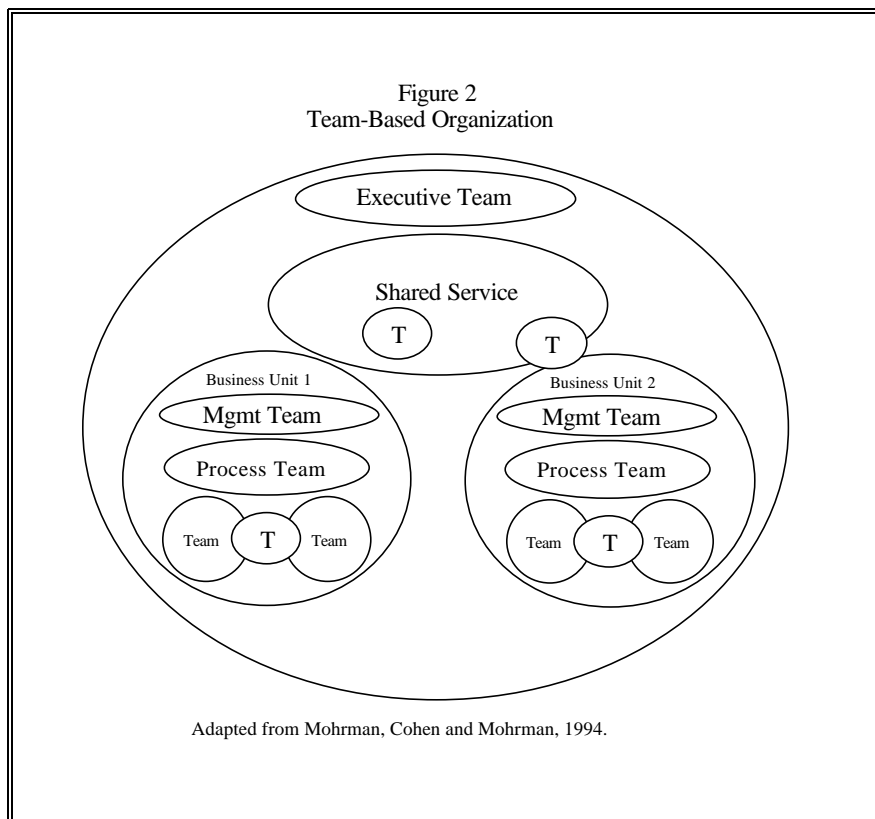 Figure 2
Team-Based Organization
Executive Team
Shared Service
T
T
Business Unit 1
Mgmt Team
Process Team
Team
T
Team
Business Unit 2
Mgmt Team
Process Team
Team
T
Team
Adapted from Mohrman, Cohen and Mohrman, 1994.